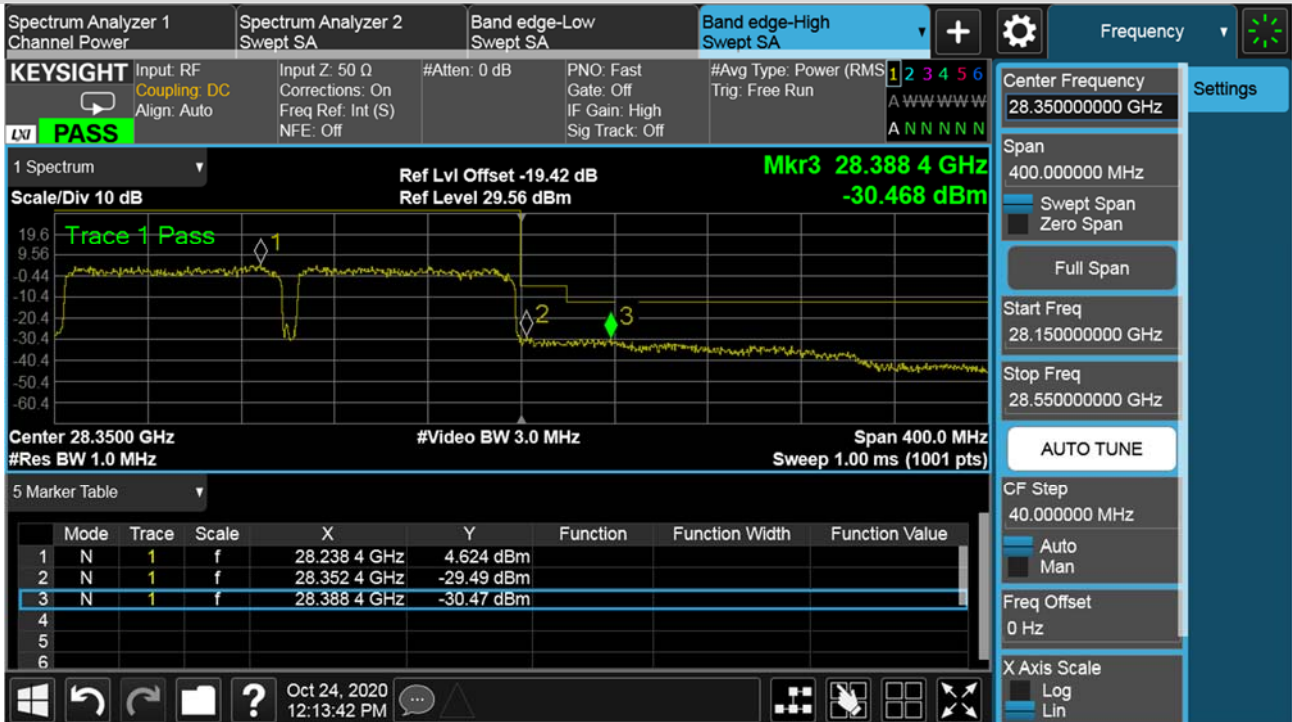 Spectrum Analyzer 1
Channel Power
Spectrum Analyzer 2
Swept SA
Band edge-Low
Swept SA
Band edge-High
Swept SA
Frequency
KEYSIGHT
LXI
PASS
Input: RF
Coupling: DC
Align: Auto
Input Z: 50 Ω
Corrections: On
Freq Ref: Int (S)
NFE: Off
#Atten: 0 dB
PNO: Fast
Gate: Off
IF Gain: High
Sig Track: Off
#Avg Type: Power (RMS
Trig: Free Run
1 2 3 4 5 6
A W W W W W
A N N N N N
1 Spectrum
Scale/Div 10 dB
Ref Lvl Offset -19.42 dB
Ref Level 29.56 dBm
Mkr3 28.388 4 GHz
-30.468 dBm
Trace 1 Pass
19.6
9.56
-0.44
-10.4
-20.4
-30.4
-40.4
-50.4
-60.4
1
2
3
Center 28.3500 GHz
#Video BW 3.0 MHz
Span 400.0 MHz
#Res BW 1.0 MHz
Sweep 1.00 ms (1001 pts)
5 Marker Table
Mode Trace Scale X Y Function Function Width Function Value
1 N 1 f 28.238 4 GHz 4.624 dBm
2 N 1 f 28.352 4 GHz -29.49 dBm
3 N 1 f 28.388 4 GHz -30.47 dBm
4
5
6
?
Oct 24, 2020
12:13:42 PM
Settings
Center Frequency
28.350000000 GHz
Span
400.000000 MHz
Swept Span
Zero Span
Full Span
Start Freq
28.150000000 GHz
Stop Freq
28.550000000 GHz
AUTO TUNE
CF Step
40.000000 MHz
Auto
Man
Freq Offset
0 Hz
X Axis Scale
Log
Lin